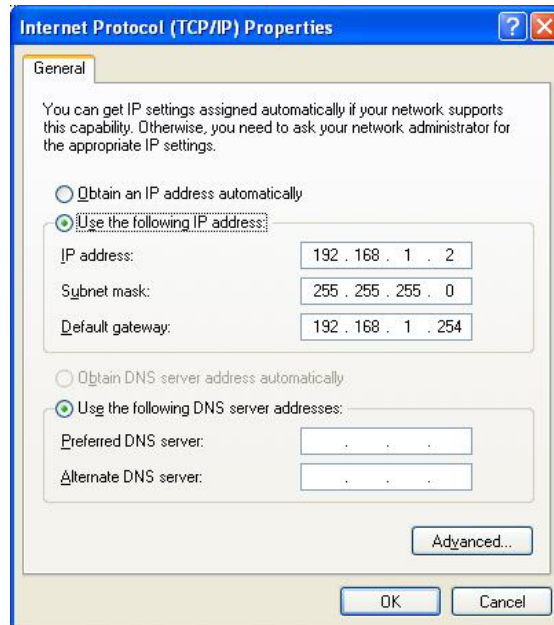 Internet Protocol (TCP/IP) Properties
General
You can get IP settings assigned automatically if your network supports
this capability. Otherwise, you need to ask your network administrator for
the appropriate IP settings.
Obtain an IP address automatically
Use the following IP address:
IP address: 192 . 168 . 1 . 2
Subnet mask: 255 . 255 . 255 . 0
Default gateway: 192 . 168 . 1 . 254
Obtain DNS server address automatically
Use the following DNS server addresses:
Preferred DNS server: . . .
Alternate DNS server: . . .
Advanced...
OK Cancel